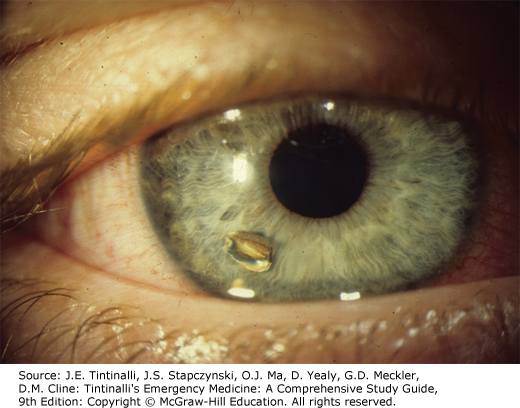 Source: J.E. Tintinalli, J.S. Stapczynski, O.J. Ma, D. Yealy, G.D. Meckler,
D.M. Cline: Tintinalli's Emergency Medicine: A Comprehensive Study Guide,
9th Edition: Copyright © McGraw-Hill Education. All rights reserved.